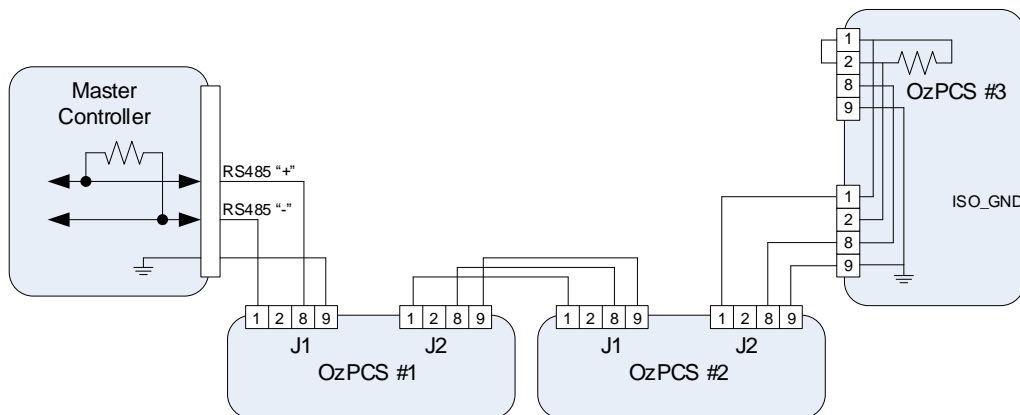 Master
Controller
RS485 “+”
RS485 “-”
1 2 8 9
J1
1 2 8 9
J2
OzPCS #1
1 2 8 9
J1
1 2 8 9
J2
OzPCS #2
1
2
8
9
OzPCS #3
1
2
8
9
ISO_GND